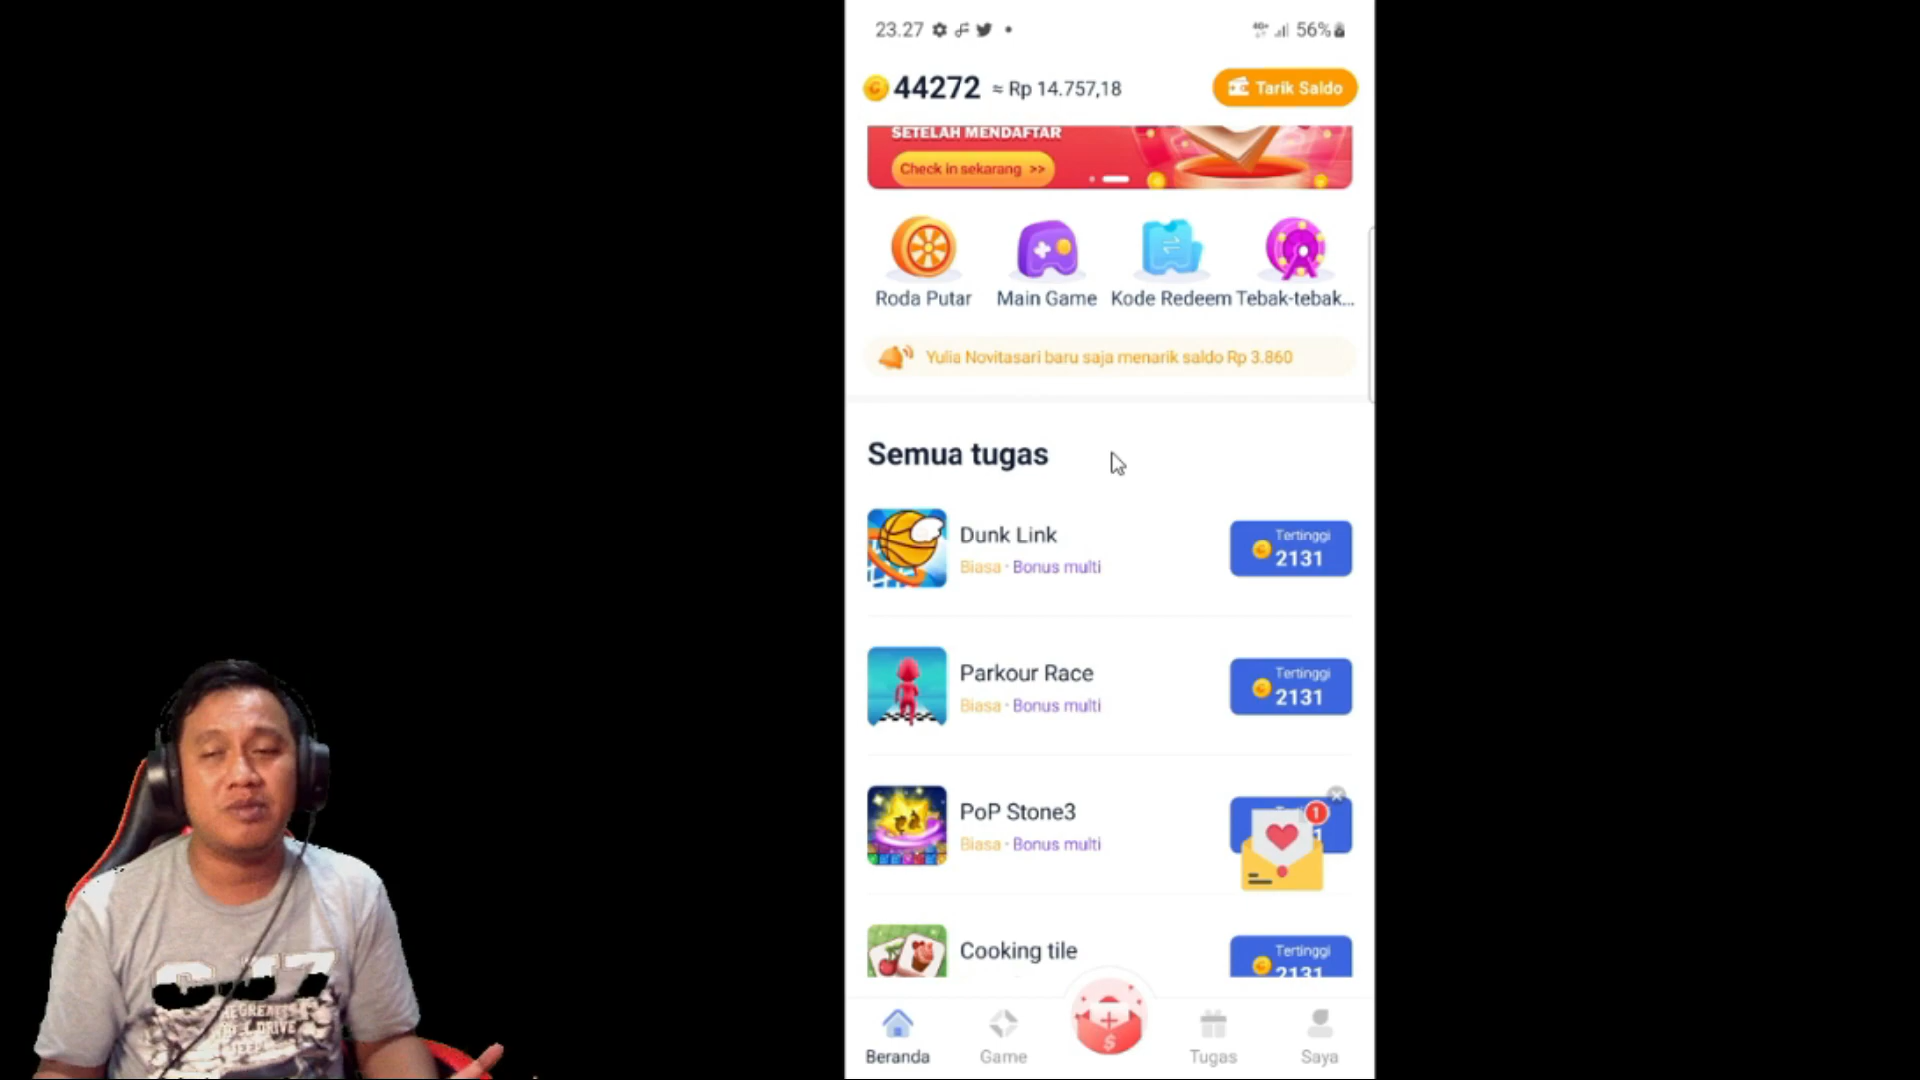 23.27
4G+
56%
44272 ≈ Rp 14.757,18
Tarik Saldo
SETELAH MENDAFTAR
Check in sekarang >>
Roda Putar
Main Game
Kode Redeem
Tebak-tebak...
Yulia Novitasari baru saja menarik saldo Rp 3.860
Semua tugas
Dunk Link
Biasa · Bonus multi
Tertinggi
2131
Parkour Race
Biasa · Bonus multi
Tertinggi
2131
PoP Stone3
Biasa · Bonus multi
1
Cooking tile
Tertinggi
2131
Beranda
Game
Tugas
Saya